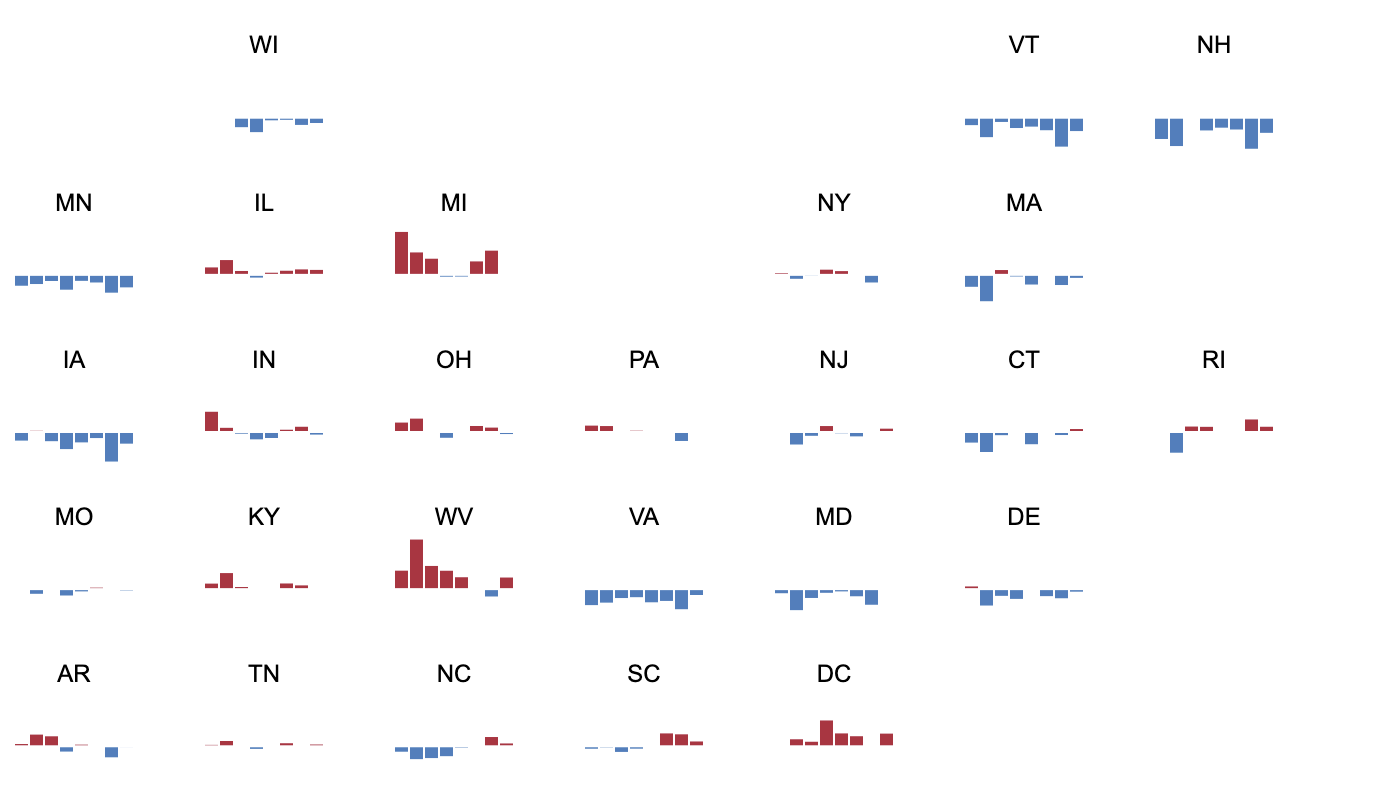 WI VT NH
MN IL MI NY MA
IA IN OH PA NJ CT RI
MO KY WV VA MD DE
AR TN NC SC DC